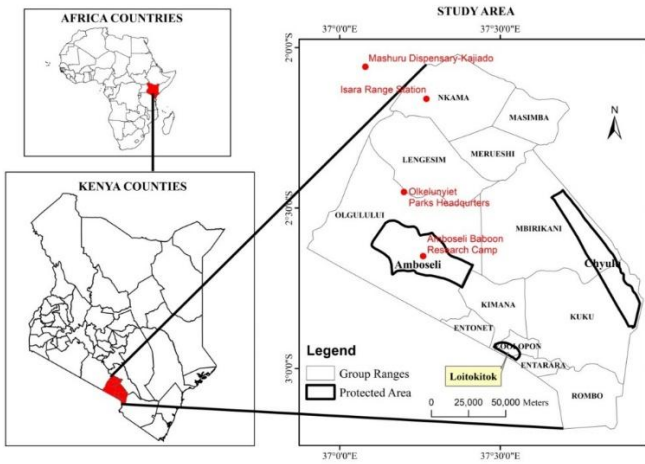 AFRICA COUNTRIES
KENYA COUNTIES
STUDY AREA
37°0'0"E
37°30'0"E
2°0'0"S
2°30'0"S
3°0'0"S
Mashuru Dispensary-Kajiado
Isara Range Station
NKAMA
MASIMBA
N
MERUESHI
LENGESIM
Olkelunyiet
Parks Headqurters
OLGULULUI
MBIRIKANI
Amboseli Baboon
Research Camp
Amboseli
Chyulu
KIMANA
KUKU
ENTONET
ENTARARA
ROMBO
Loitokitok
Legend
Group Ranges
Protected Area
0 25,000 50,000 Meters
37°0'0"E
37°30'0"E